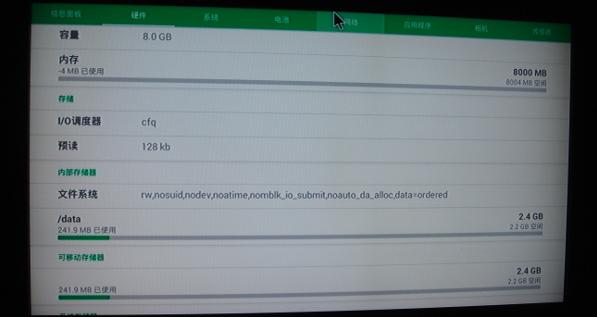 信息面板 硬件 系统 电池 网络 应用程序 相机 传感器
容量 8.0 GB
内存 8000 MB
-4 MB 已使用 8004 MB 空闲
存储
I/O调度器 cfq
预读 128 kb
内部存储器
文件系统 rw,nosuid,nodev,noatime,nomblk_io_submit,noauto_da_alloc,data=ordered
/data 2.4 GB
241.9 MB 已使用 2.2 GB 空闲
可移动存储器
2.4 GB
241.9 MB 已使用 2.2 GB 空闲